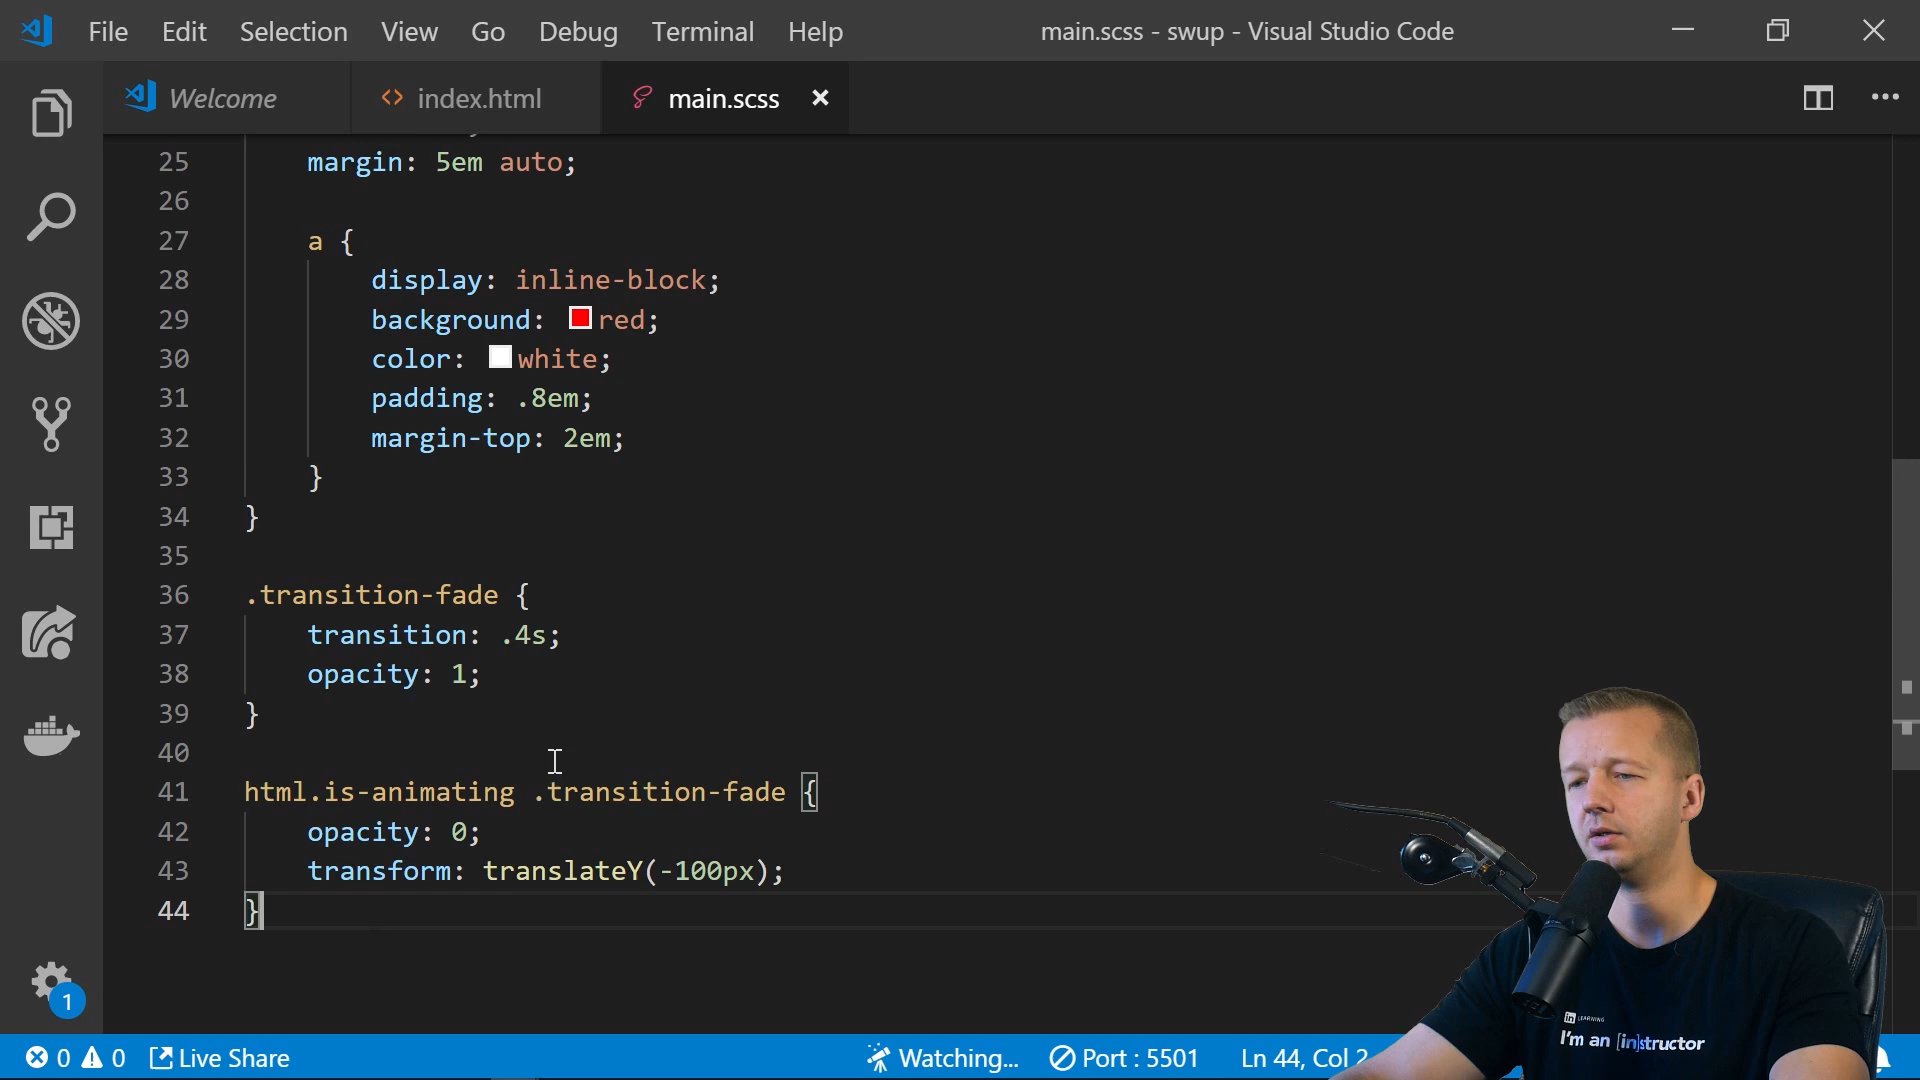 File Edit Selection View Go Debug Terminal Help main.scss - swup - Visual Studio Code
Welcome index.html main.scss
25 margin: 5em auto;
26
27 a {
28 display: inline-block;
29 background: red;
30 color: white;
31 padding: .8em;
32 margin-top: 2em;
33 }
34 }
35
36 .transition-fade {
37 transition: .4s;
38 opacity: 1;
39 }
40
41 html.is-animating .transition-fade {
42 opacity: 0;
43 transform: translateY(-100px);
44 }
1
in LEARNING
I'm an [in]structor
0 0 Live Share Watching... Port : 5501 Ln 44, Col 2